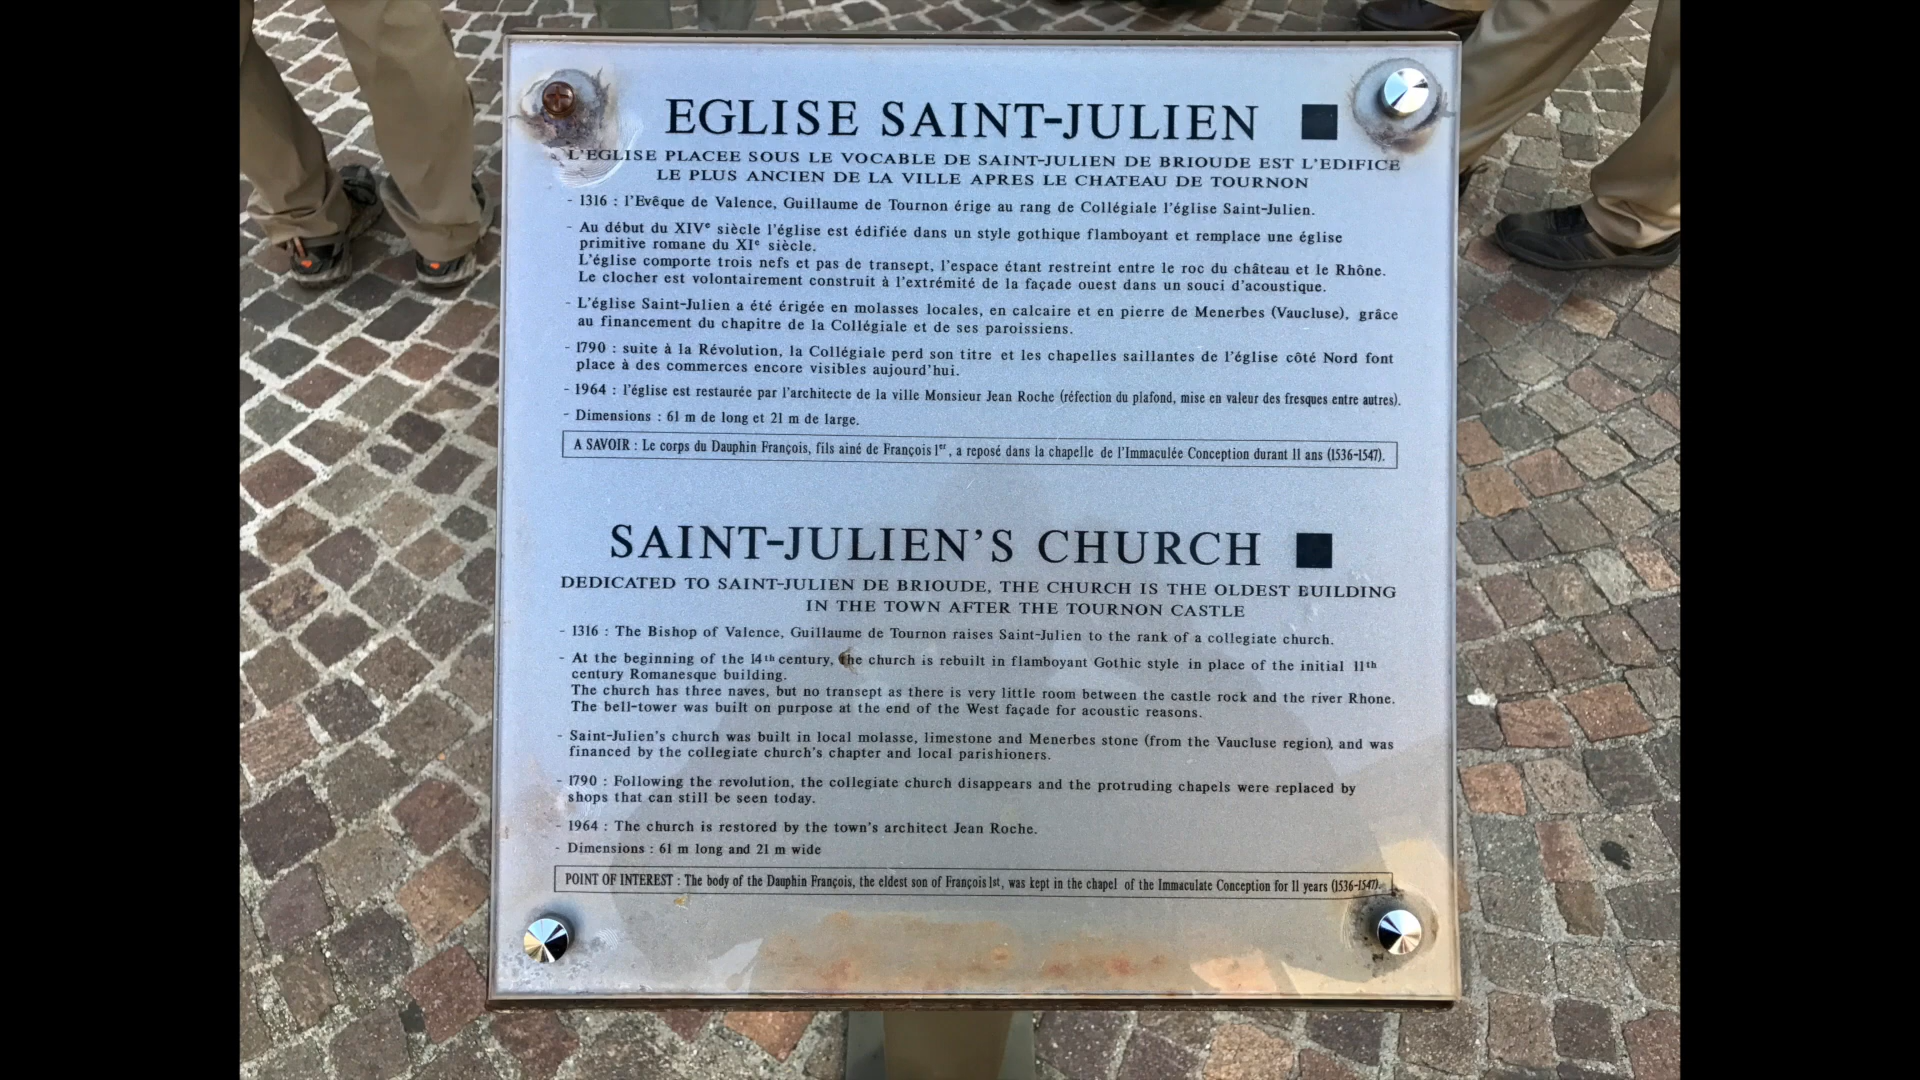 EGLISE SAINT-JULIEN
L'EGLISE PLACEE SOUS LE VOCABLE DE SAINT-JULIEN DE BRIOUDE EST L'EDIFICE
LE PLUS ANCIEN DE LA VILLE APRES LE CHATEAU DE TOURNON
- 1316 : l'Evêque de Valence, Guillaume de Tournon érige au rang de Collégiale l'église Saint-Julien.
- Au début du XIVe siècle l'église est édifiée dans un style gothique flamboyant et remplace une église
primitive romane du XIe siècle.
L'église comporte trois nefs et pas de transept, l'espace étant restreint entre le roc du château et le Rhône.
Le clocher est volontairement construit à l'extrémité de la façade ouest dans un souci d'acoustique.
- L'église Saint-Julien a été érigée en molasses locales, en calcaire et en pierre de Menerbes (Vaucluse), grâce
au financement du chapitre de la Collégiale et de ses paroissiens.
- 1790 : suite à la Révolution, la Collégiale perd son titre et les chapelles saillantes de l'église côté Nord font
place à des commerces encore visibles aujourd'hui.
- 1964 : l'église est restaurée par l'architecte de la ville Monsieur Jean Roche (réfection du plafond, mise en valeur des fresques entre autres).
- Dimensions : 61 m de long et 21 m de large.
A SAVOIR : Le corps du Dauphin François, fils ainé de François 1er, a reposé dans la chapelle de l'Immaculée Conception durant 11 ans (1536-1547).
SAINT-JULIEN'S CHURCH
DEDICATED TO SAINT-JULIEN DE BRIOUDE, THE CHURCH IS THE OLDEST BUILDING
IN THE TOWN AFTER THE TOURNON CASTLE
- 1316 : The Bishop of Valence, Guillaume de Tournon raises Saint-Julien to the rank of a collegiate church.
- At the beginning of the 14th century, the church is rebuilt in flamboyant Gothic style in place of the initial 11th
century Romanesque building.
The church has three naves, but no transept as there is very little room between the castle rock and the river Rhone.
The bell-tower was built on purpose at the end of the West façade for acoustic reasons.
- Saint-Julien's church was built in local molasse, limestone and Menerbes stone (from the Vaucluse region), and was
financed by the collegiate church's chapter and local parishioners.
- 1790 : Following the revolution, the collegiate church disappears and the protruding chapels were replaced by
shops that can still be seen today.
- 1964 : The church is restored by the town's architect Jean Roche.
- Dimensions : 61 m long and 21 m wide
POINT OF INTEREST : The body of the Dauphin François, the eldest son of François 1st, was kept in the chapel of the Immaculate Conception for 11 years (1536-1547).